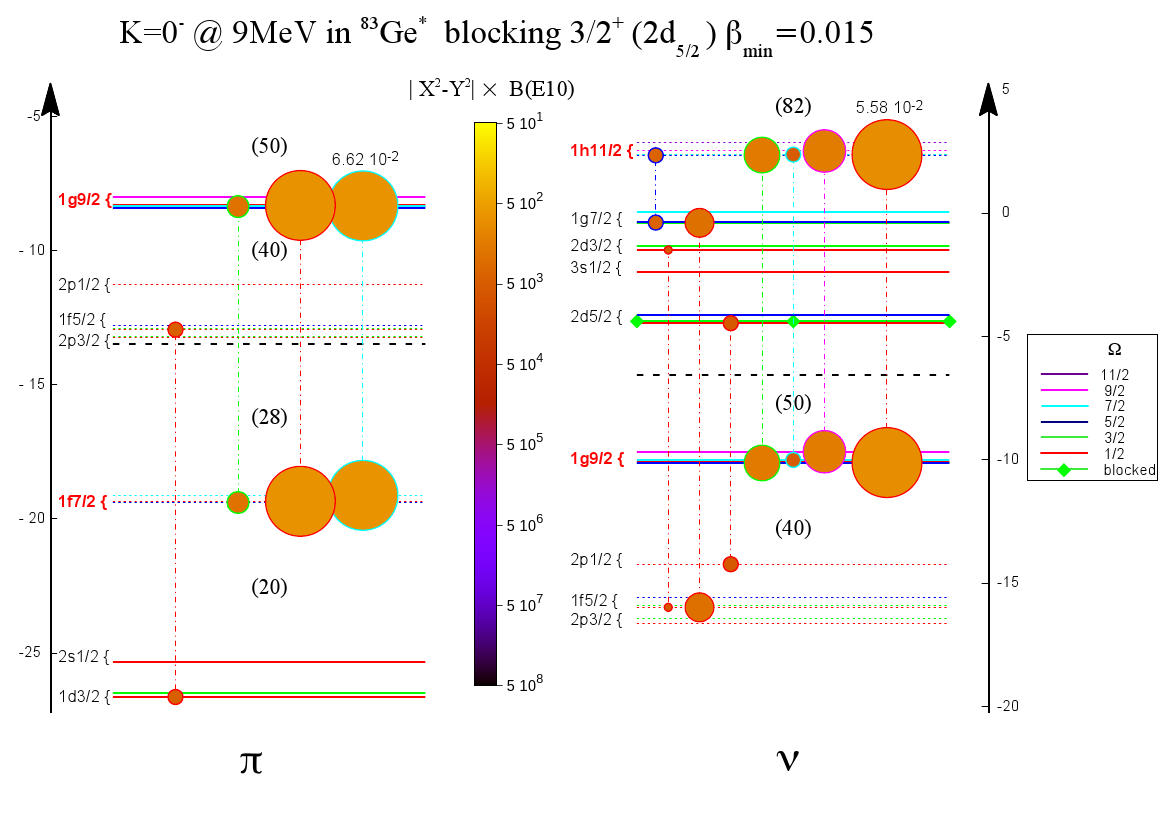 K=0⁻ @ 9MeV in ⁸³Ge* blocking 3/2⁺ (2d₅/₂) βmin=0.015
| X²-Y²| × B(E10)
-5
- 10
- 15
- 20
-25
(50)
6.62 10⁻²
1g9/2 {
(40)
2p1/2 {
1f5/2 {
2p3/2 {
(28)
1f7/2 {
(20)
2s1/2 {
1d3/2 {
π
5 10¹
5 10²
5 10³
5 10⁴
5 10⁵
5 10⁶
5 10⁷
5 10⁸
(82)
5.58 10⁻²
1h11/2 {
1g7/2 {
2d3/2 {
3s1/2 {
2d5/2 {
(50)
1g9/2 {
(40)
2p1/2 {
1f5/2 {
2p3/2 {
ν
5
0
-5
-10
-15
-20
Ω
11/2
9/2
7/2
5/2
3/2
1/2
blocked